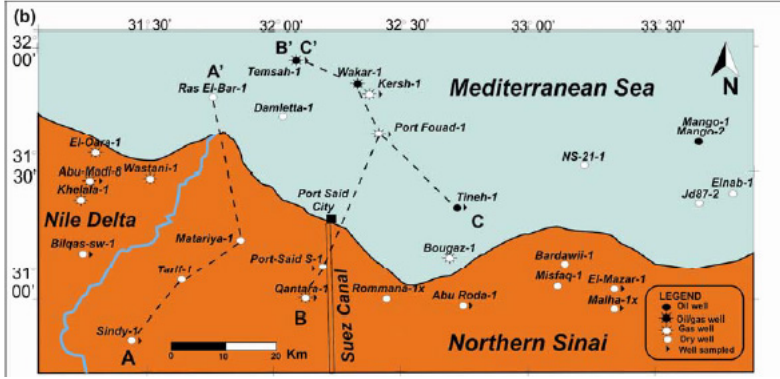 (b)
31 30'
32 00'
32 30'
33 00'
33 30'
32
00'
31
30'
31
00'
B' C'
Temsah-1
A'
Ras El-Bar-1
Wakar-1
Kersh-1
Mediterranean Sea
N
Damietta-1
Port Fouad-1
Mango-1
Mango-2
El-Qara-1
Abu-Madi-8
Wastani-1
Khelala-1
NS-21-1
Port Said
City
Tineh-1
C
Jd87-2
Elnab-1
Nile Delta
Matariya-1
Bilqas-sw-1
Bougaz-1
Port-Said S-1
Tarif-1
Bardawil-1
Misfaq-1
El-Mazar-1
Qantara-1
B
Rommana-1x
Abu Roda-1
Malha-1x
Sindy-1
A
Suez Canal
Northern Sinai
0 10 20
Km
LEGEND
Oil well
Oil/gas well
Gas well
Dry well
Well sampled